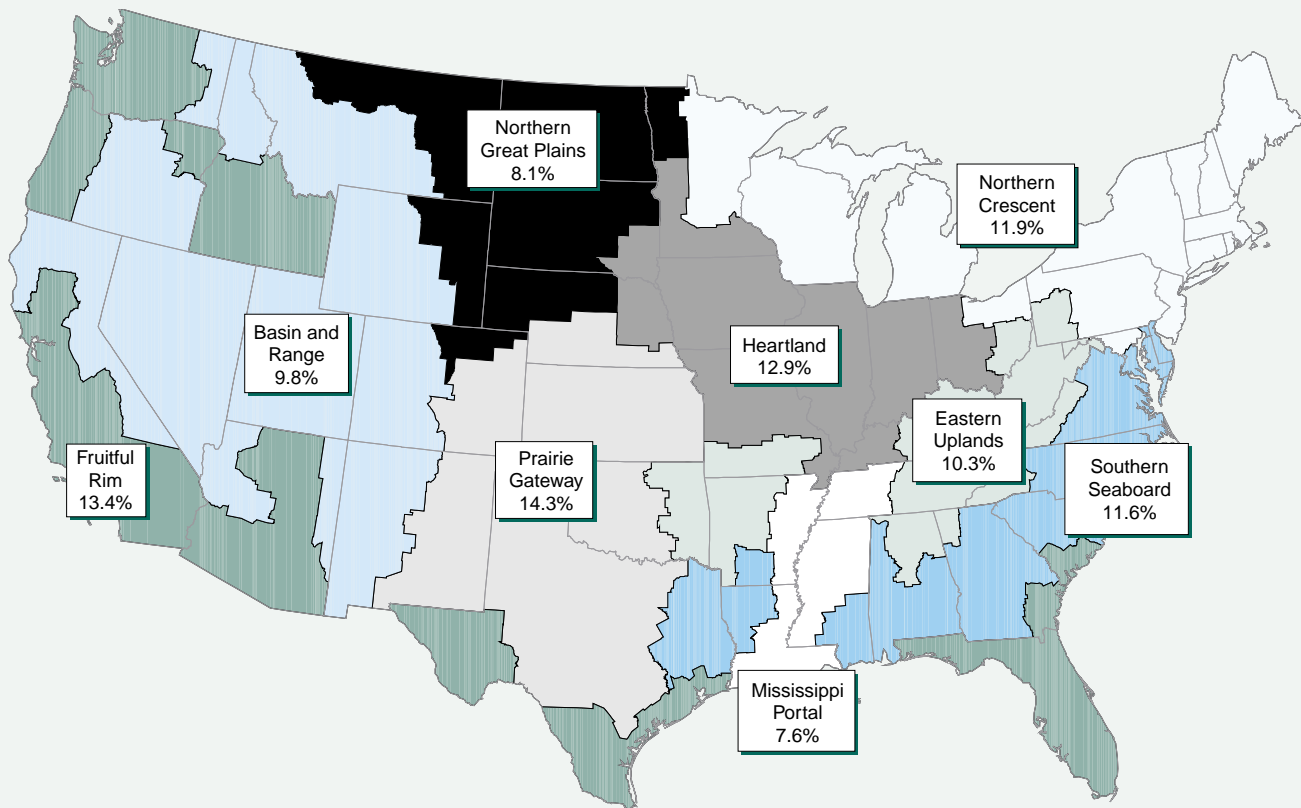 Northern
Great Plains
8.1%
Northern
Crescent
11.9%
Basin and
Range
9.8%
Heartland
12.9%
Eastern
Uplands
10.3%
Fruitful
Rim
13.4%
Prairie
Gateway
14.3%
Southern
Seaboard
11.6%
Mississippi
Portal
7.6%